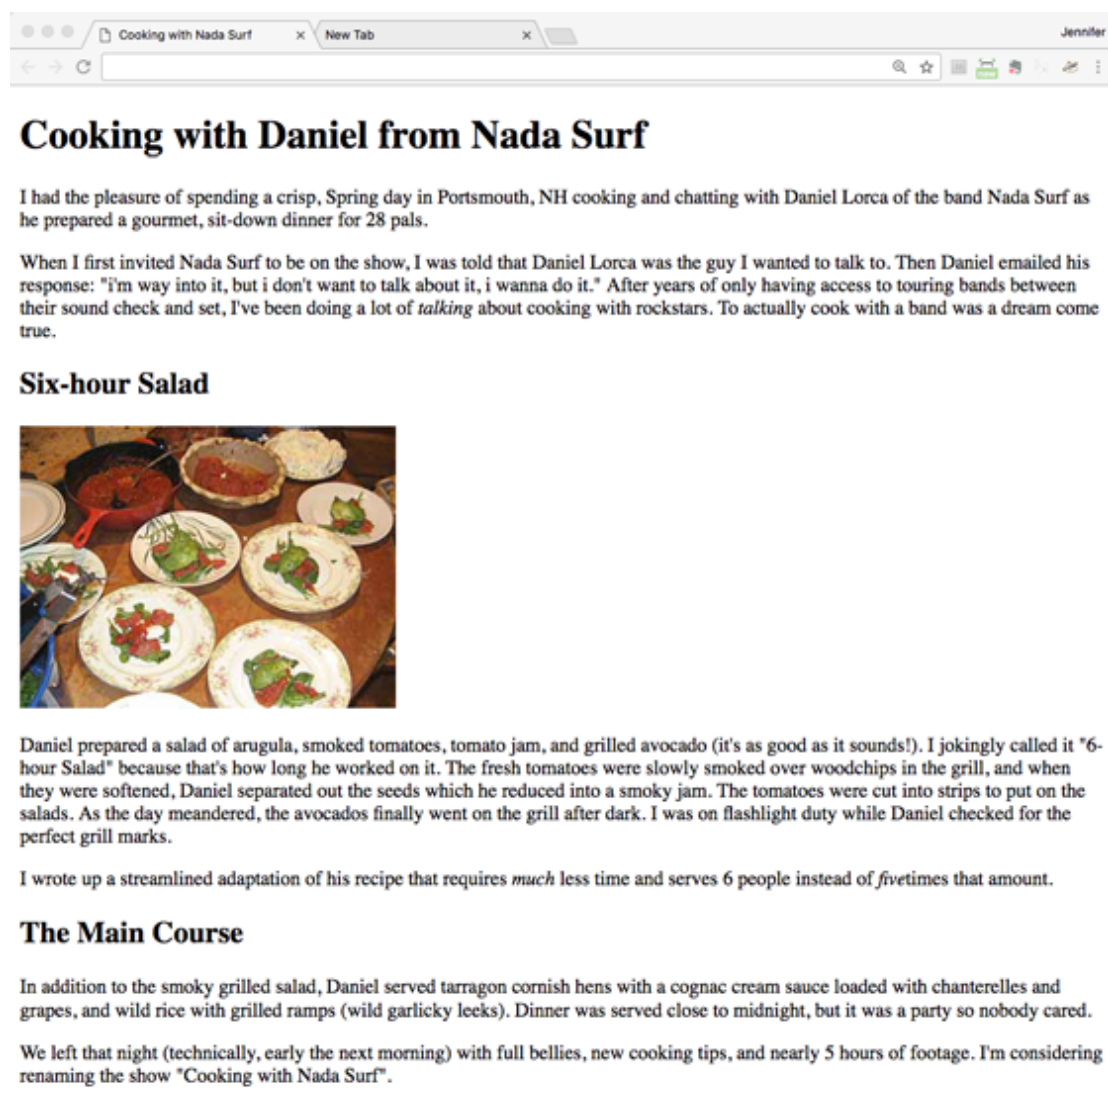 Cooking with Nada Surf
New Tab
Jennifer
new
Cooking with Daniel from Nada Surf
I had the pleasure of spending a crisp, Spring day in Portsmouth, NH cooking and chatting with Daniel Lorca of the band Nada Surf as
he prepared a gourmet, sit-down dinner for 28 pals.
When I first invited Nada Surf to be on the show, I was told that Daniel Lorca was the guy I wanted to talk to. Then Daniel emailed his
response: "i'm way into it, but i don't want to talk about it, i wanna do it." After years of only having access to touring bands between
their sound check and set, I've been doing a lot of talking about cooking with rockstars. To actually cook with a band was a dream come
true.
Six-hour Salad
Daniel prepared a salad of arugula, smoked tomatoes, tomato jam, and grilled avocado (it's as good as it sounds!). I jokingly called it "6-
hour Salad" because that's how long he worked on it. The fresh tomatoes were slowly smoked over woodchips in the grill, and when
they were softened, Daniel separated out the seeds which he reduced into a smoky jam. The tomatoes were cut into strips to put on the
salads. As the day meandered, the avocados finally went on the grill after dark. I was on flashlight duty while Daniel checked for the
perfect grill marks.
I wrote up a streamlined adaptation of his recipe that requires much less time and serves 6 people instead of fivetimes that amount.
The Main Course
In addition to the smoky grilled salad, Daniel served tarragon cornish hens with a cognac cream sauce loaded with chanterelles and
grapes, and wild rice with grilled ramps (wild garlicky leeks). Dinner was served close to midnight, but it was a party so nobody cared.
We left that night (technically, early the next morning) with full bellies, new cooking tips, and nearly 5 hours of footage. I'm considering
renaming the show "Cooking with Nada Surf".